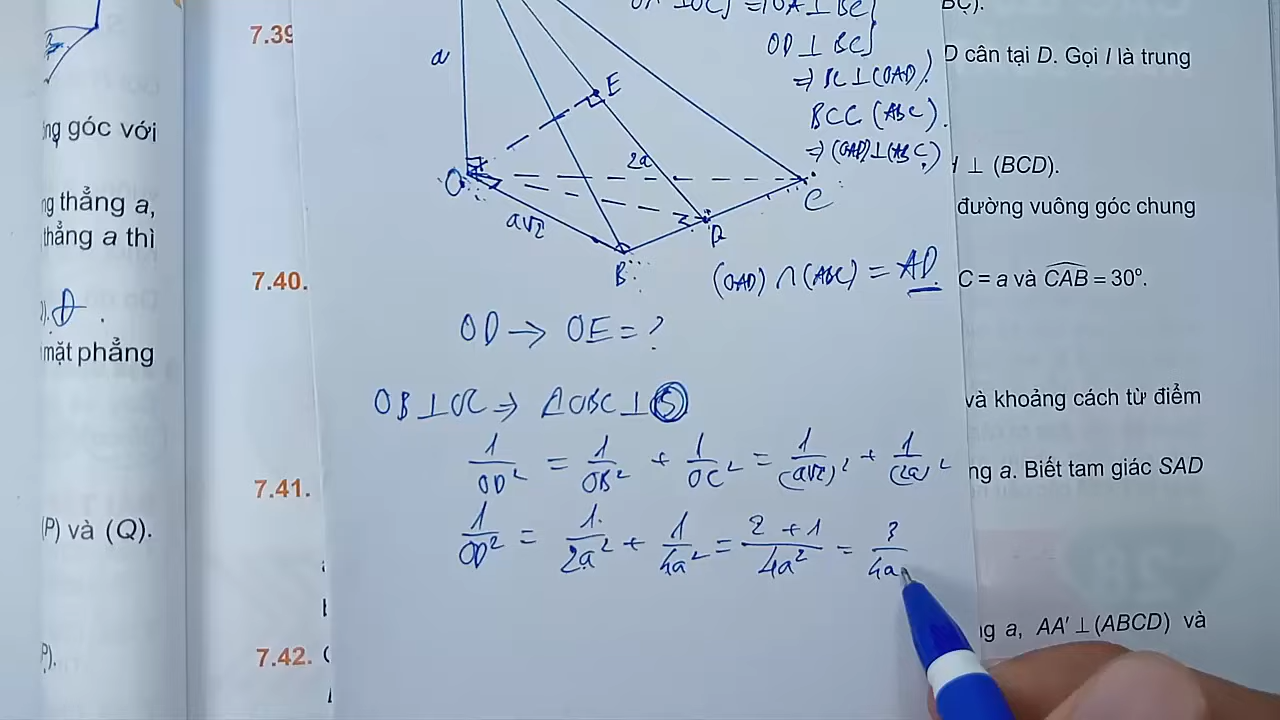 ⊥ OC} ⇒ OA ⊥ BC}
BC).
7.39
OD ⊥ BC}
a
⇒ BC ⊥ (OAD).
D cân tại D. Gọi I là trung
E
BC ⊂ (ABC).
ng góc với
⇒ (OAD) ⊥ (ABC)
2a
⊥ (BCD).
O
C
ng thẳng a,
đường vuông góc chung
a√2
D
thẳng a thì
B
(OAD) ∩ (ABC) = AD
7.40.
C = a và CAB = 30°.
OD → OE = ?
mặt phẳng
OB ⊥ OC ⇒ ΔOBC ⊥
và khoảng cách từ điểm
1/OD² = 1/OB² + 1/OC² = 1/(a√2)² + 1/(2a)²
ng a. Biết tam giác SAD
7.41.
(P) và (Q).
1/OD² = 1/2a² + 1/4a² = 2 + 1/4a² = 3/4a
ng a, AA′ ⊥ (ABCD) và
7.42.
P).